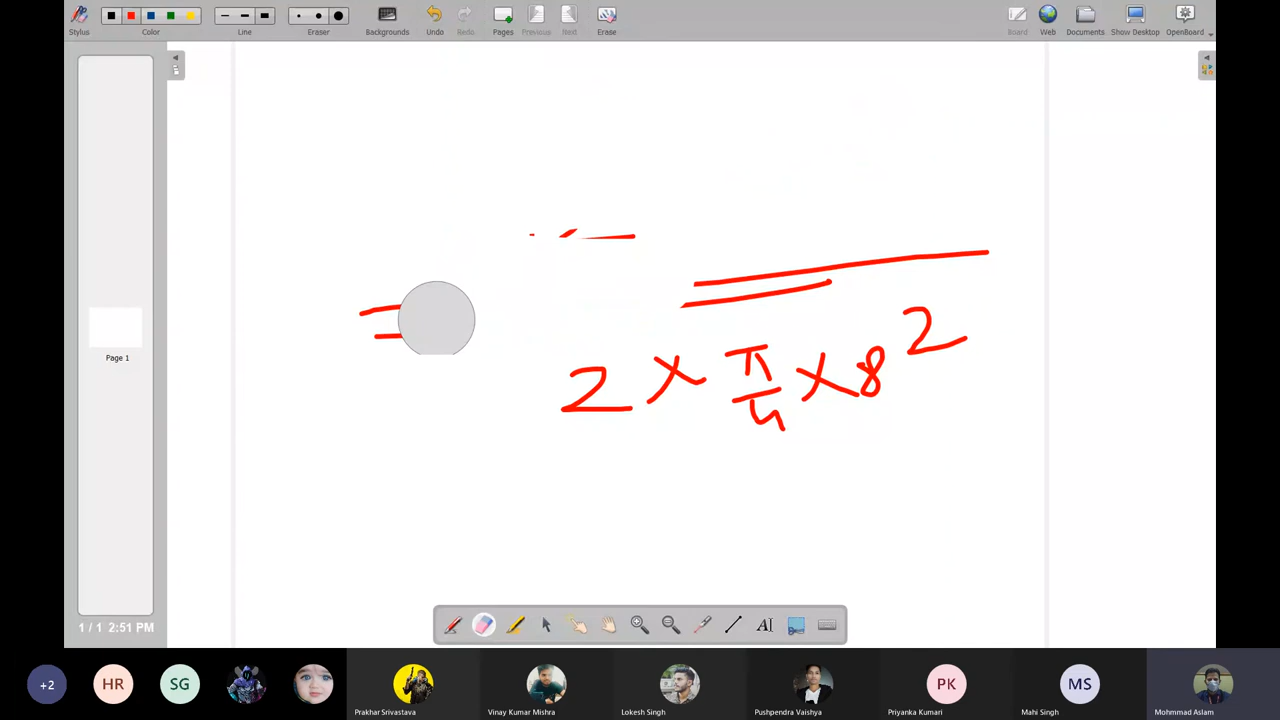 Stylus Color Line Eraser Backgrounds Undo Redo Pages Previous Next Erase Board Web Documents Show Desktop OpenBoard
=
2 × π/4 × 8²
Page 1
AI
1 / 1 2:51 PM
+2 HR SG PK MS
Prakhar Srivastava Vinay Kumar Mishra Lokesh Singh Pushpendra Vaishya Priyanka Kumari Mahi Singh Mohmmad Aslam